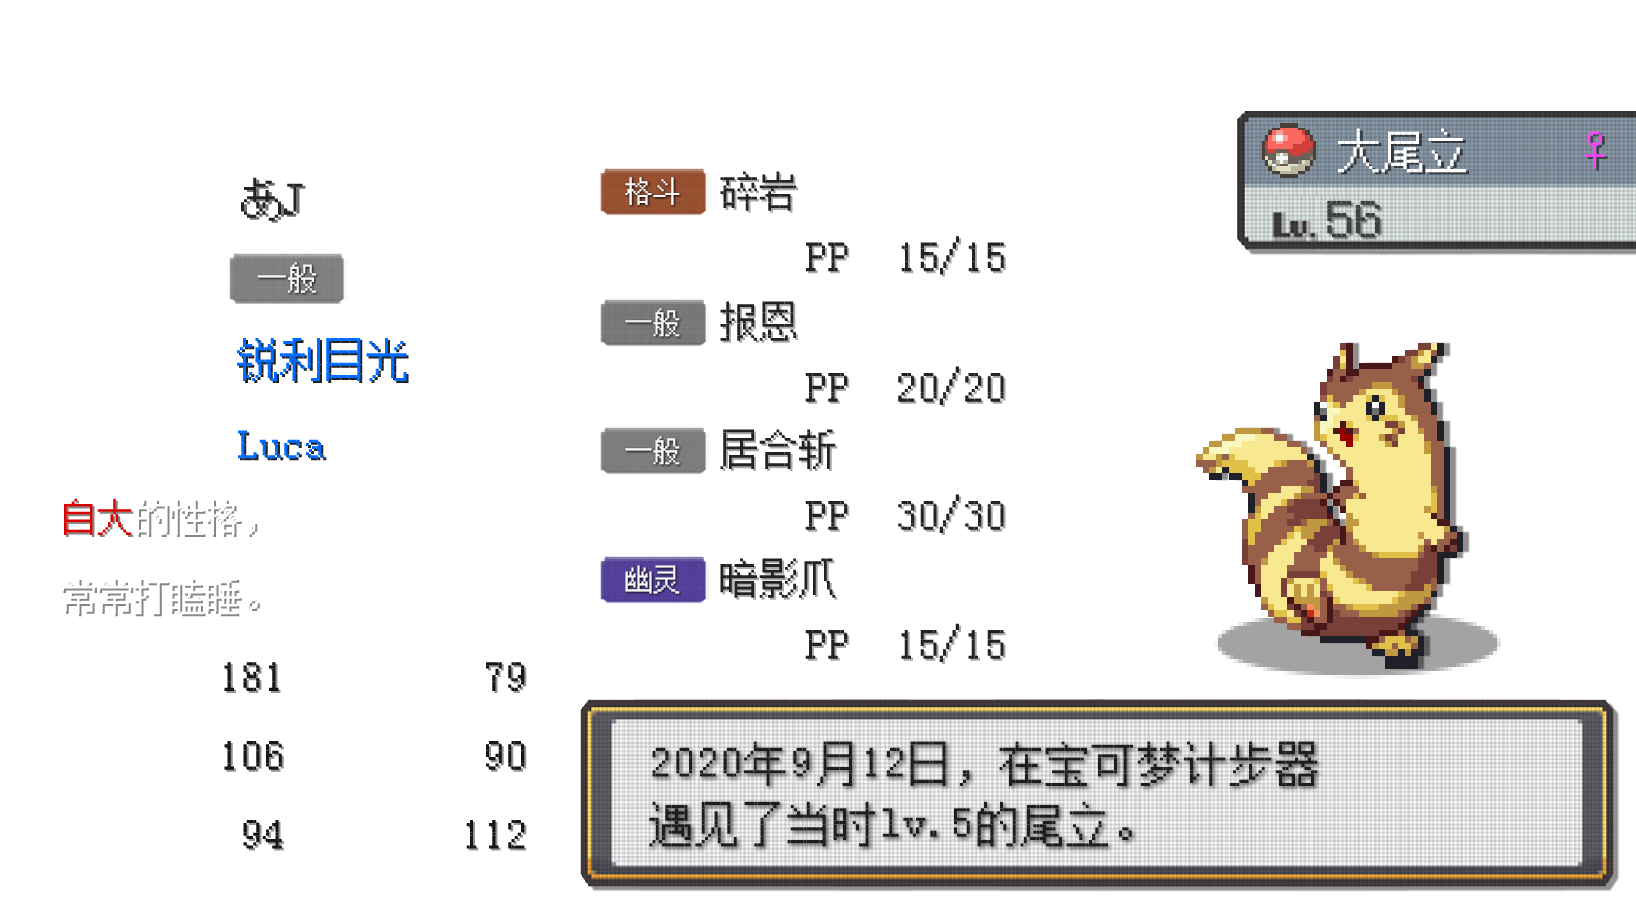 大尾立 ♀
Lv.56
あJ
一般
锐利目光
Luca
自大的性格，
常常打瞌睡。
181 79
106 90
94 112
格斗 碎岩
PP 15/15
一般 报恩
PP 20/20
一般 居合斩
PP 30/30
幽灵 暗影爪
PP 15/15
2020年9月12日，在宝可梦计步器
遇见了当时lv.5的尾立。